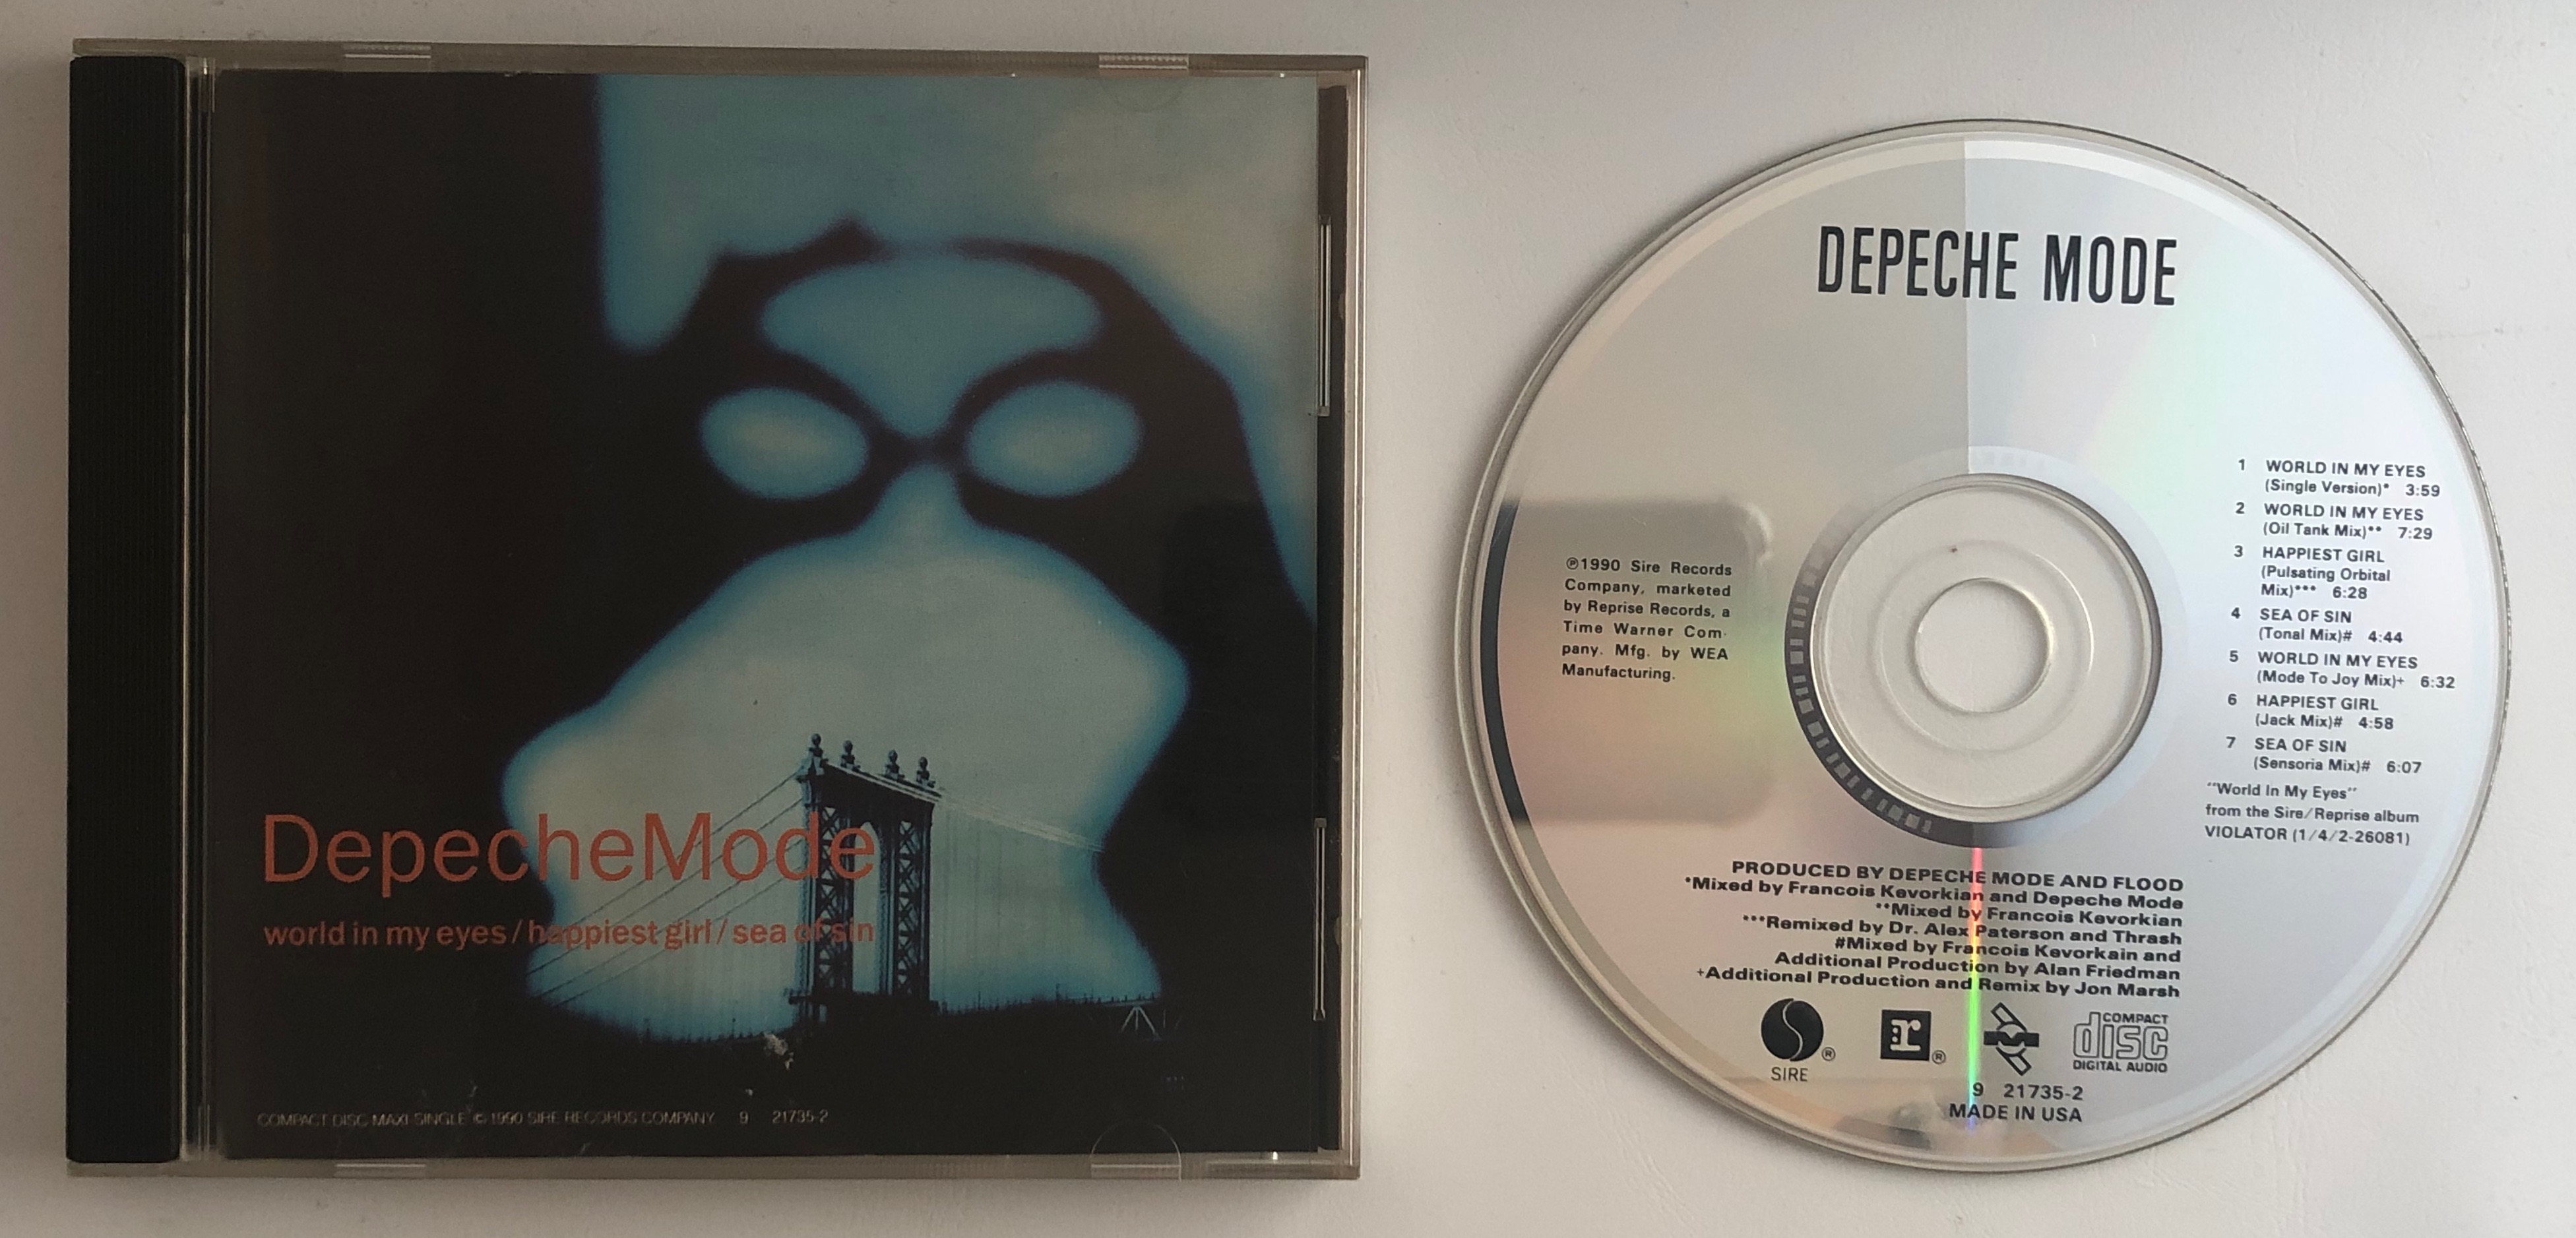 DepecheMode
world in my eyes / happiest girl / sea of sin
COMPACT DISC MAXI-SINGLE © 1990 SIRE RECORDS COMPANY 9 21735-2
DEPECHE MODE
℗1990 Sire Records
Company, marketed
by Reprise Records, a
Time Warner Com-
pany. Mfg. by WEA
Manufacturing.
1 WORLD IN MY EYES
(Single Version)* 3:59
2 WORLD IN MY EYES
(Oil Tank Mix)** 7:29
3 HAPPIEST GIRL
(Pulsating Orbital
Mix)*** 6:28
4 SEA OF SIN
(Tonal Mix)# 4:44
5 WORLD IN MY EYES
(Mode To Joy Mix)+ 6:32
6 HAPPIEST GIRL
(Jack Mix)# 4:58
7 SEA OF SIN
(Sensoria Mix)# 6:07
"World In My Eyes"
from the Sire/Reprise album
VIOLATOR (1/4/2-26081)
PRODUCED BY DEPECHE MODE AND FLOOD
*Mixed by Francois Kevorkian and Depeche Mode
**Mixed by Francois Kevorkian
***Remixed by Dr. Alex Paterson and Thrash
#Mixed by Francois Kevorkain and
Additional Production by Alan Friedman
+Additional Production and Remix by Jon Marsh
SIRE ® r ® COMPACT disc DIGITAL AUDIO
9 21735-2
MADE IN USA